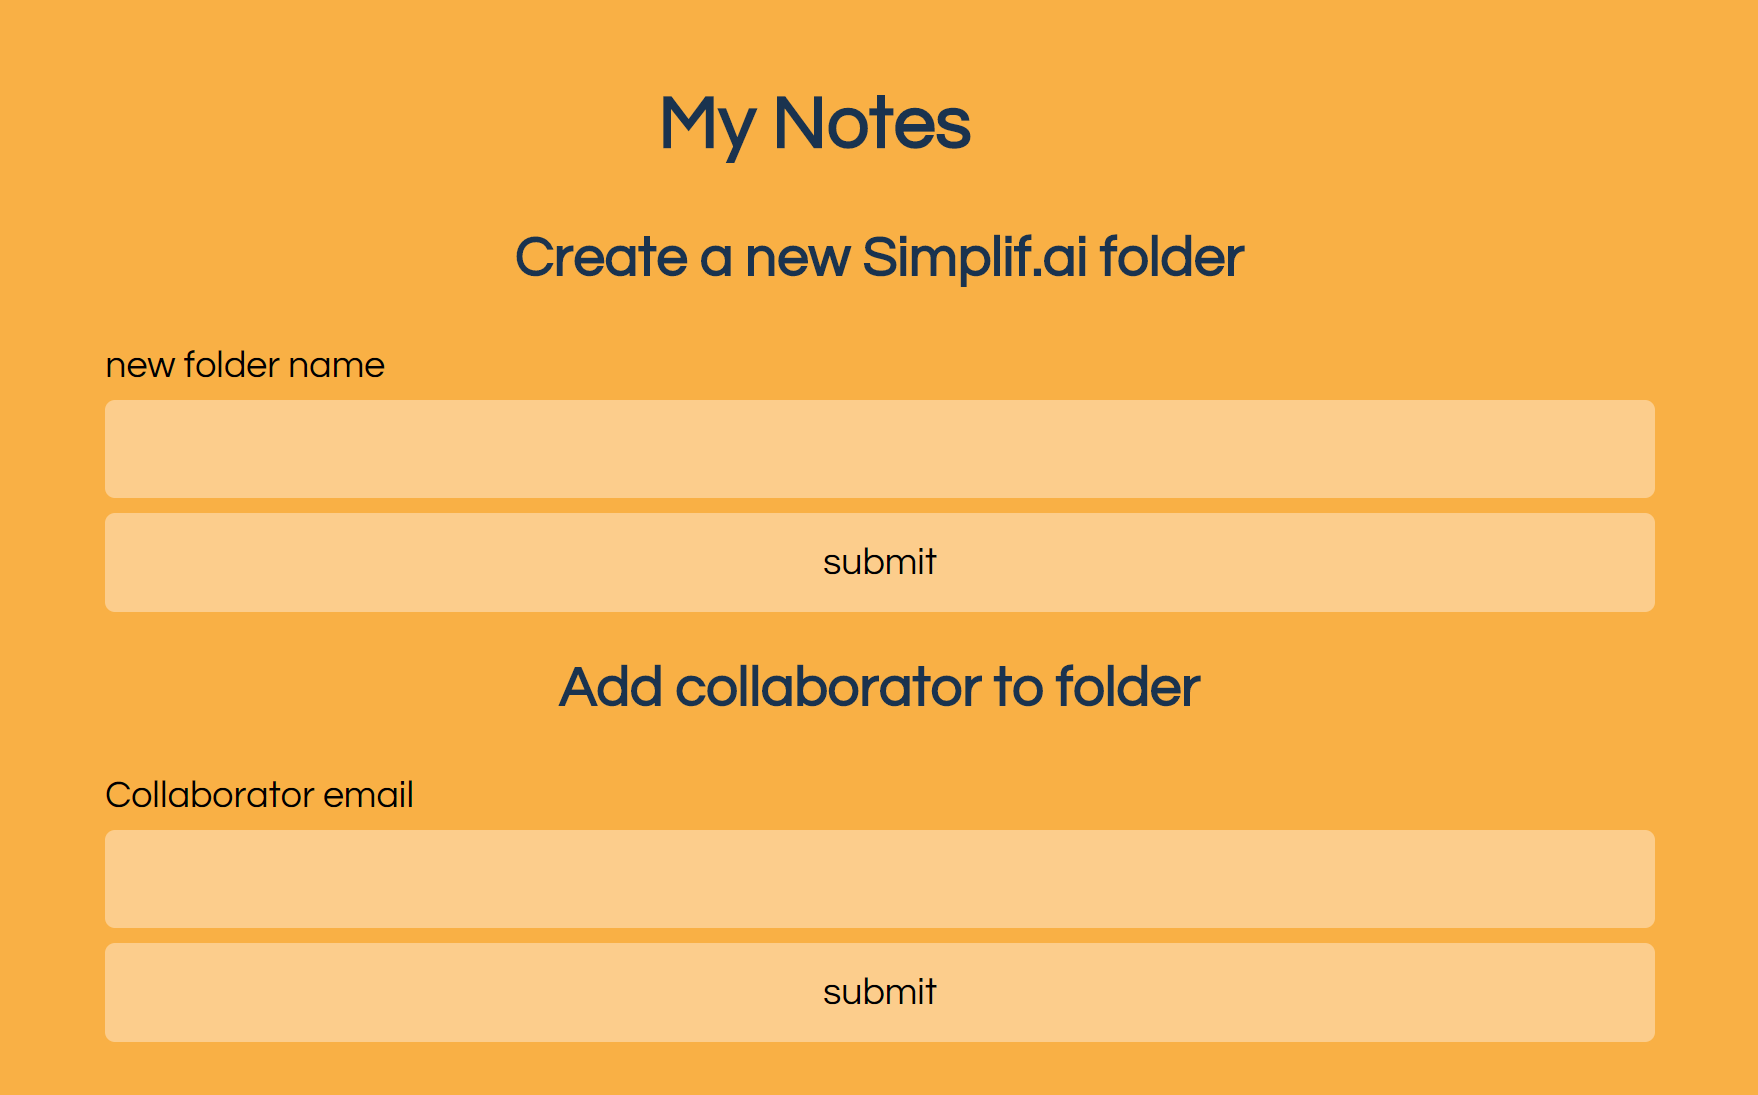 My Notes
Create a new Simplif.ai folder
new folder name
submit
Add collaborator to folder
Collaborator email
submit